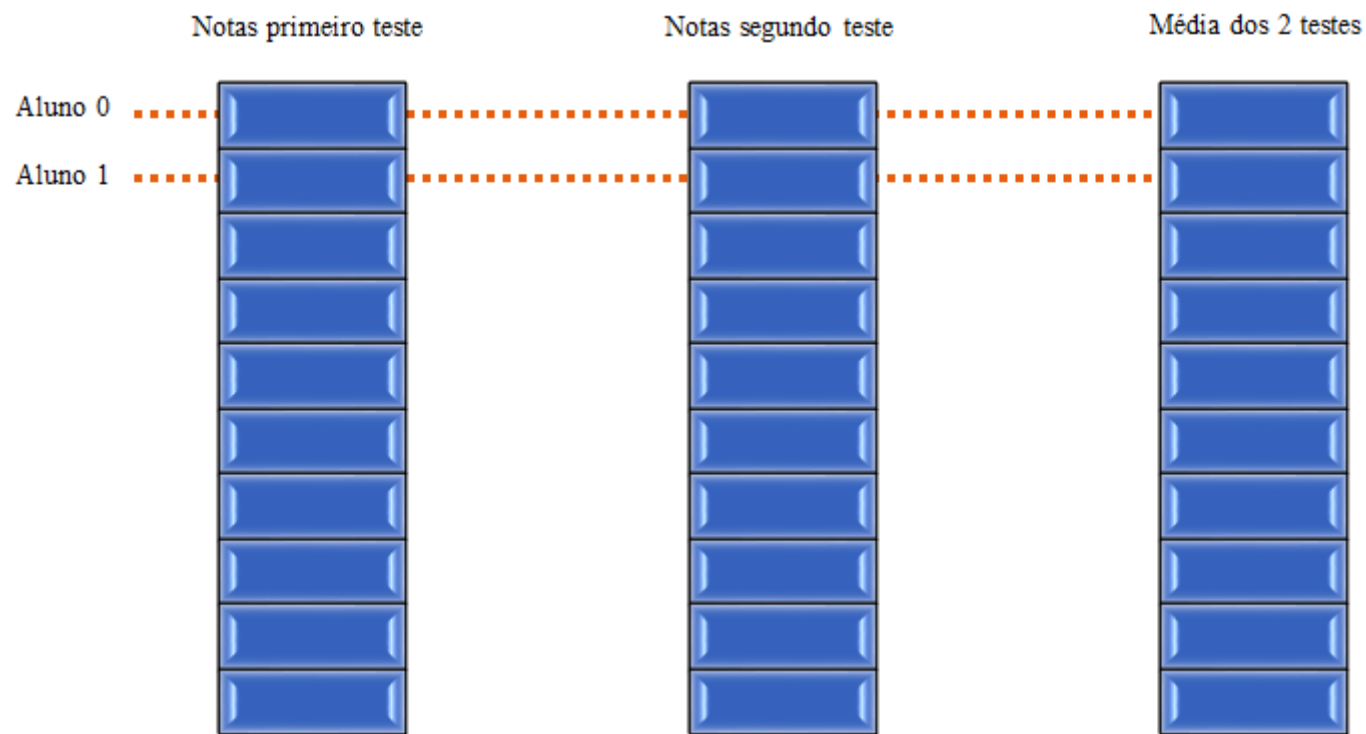 Notas primeiro teste
Notas segundo teste
Média dos 2 testes
Aluno 0
Aluno 1